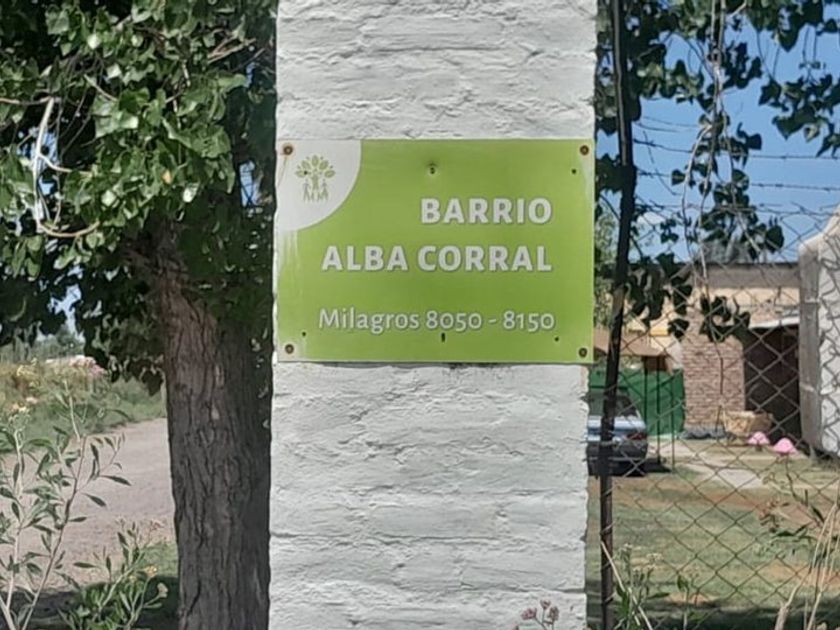 BARRIO
ALBA CORRAL
Milagros 8050 - 8150